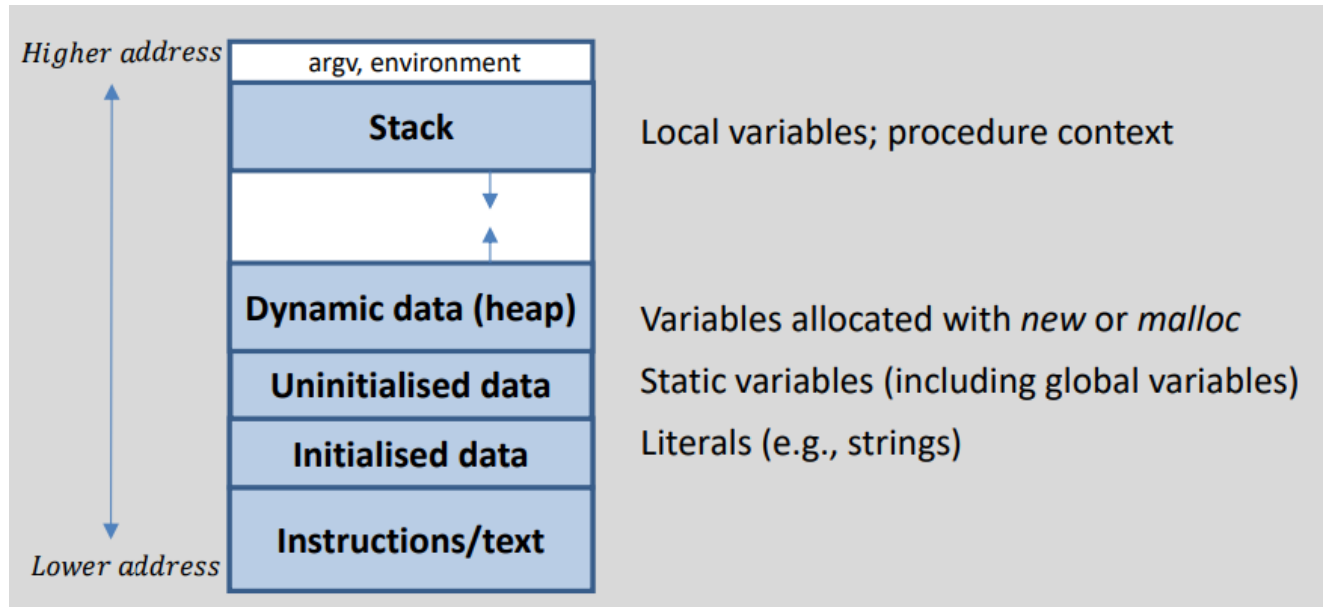 Higher address
argv, environment
Stack
Local variables; procedure context
Dynamic data (heap)
Variables allocated with new or malloc
Uninitialised data
Static variables (including global variables)
Initialised data
Literals (e.g., strings)
Instructions/text
Lower address